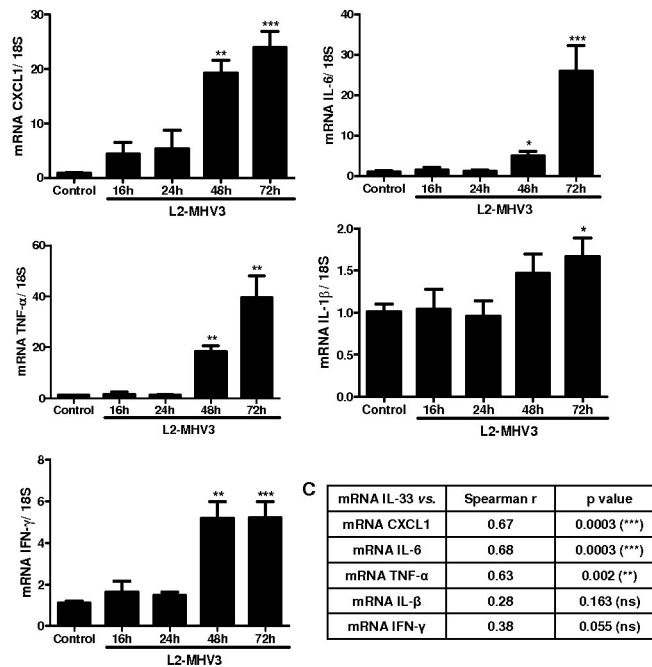 mRNA CXCL1/ 18S
30
20
10
0
** ***
Control 16h 24h 48h 72h
L2-MHV3
mRNA IL-6/ 18S
40
30
20
10
0
* ***
Control 16h 24h 48h 72h
L2-MHV3
mRNA TNF-α/ 18S
60
40
20
0
** **
Control 16h 24h 48h 72h
L2-MHV3
mRNA IL-1β/ 18S
2.0
1.5
1.0
0.5
0.0
*
Control 16h 24h 48h 72h
L2-MHV3
mRNA IFN-γ/ 18S
8
6
4
2
0
** ***
Control 16h 24h 48h 72h
L2-MHV3
C
mRNA IL-33 vs. Spearman r p value
mRNA CXCL1 0.67 0.0003 (***)
mRNA IL-6 0.68 0.0003 (***)
mRNA TNF-α 0.63 0.002 (**)
mRNA IL-β 0.28 0.163 (ns)
mRNA IFN-γ 0.38 0.055 (ns)